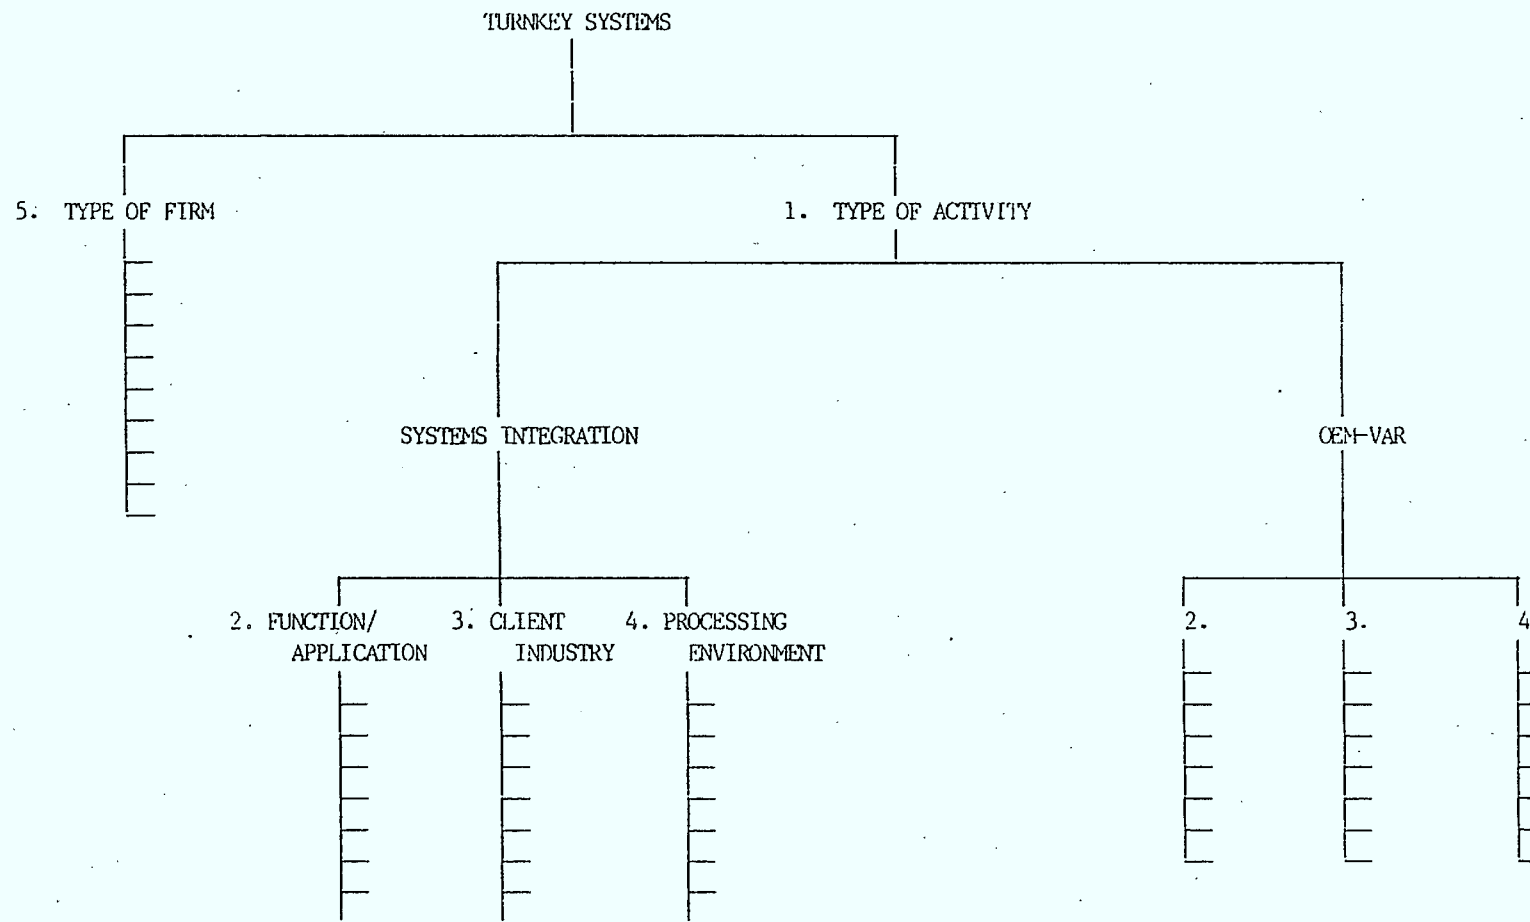 TURNKEY SYSTEMS
5. TYPE OF FIRM
1. TYPE OF ACTIVITY
SYSTEMS INTEGRATION
OEM-VAR
2. FUNCTION/
APPLICATION
3. CLIENT
INDUSTRY
4. PROCESSING
ENVIRONMENT
2.
3.
4